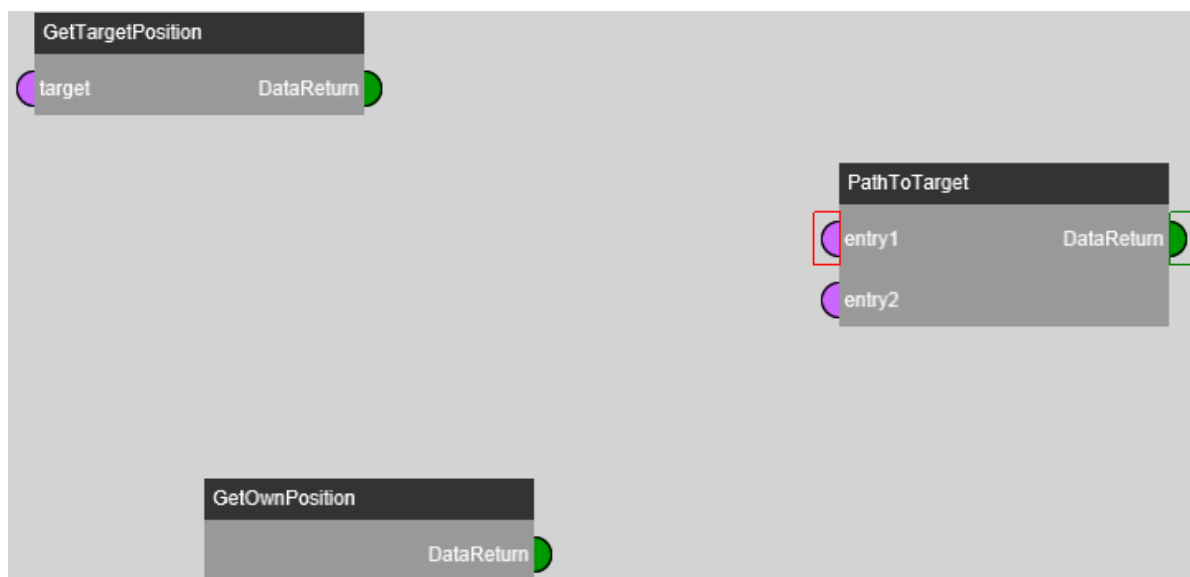 GetTargetPosition
target DataReturn
PathToTarget
entry1 DataReturn
entry2
GetOwnPosition
DataReturn